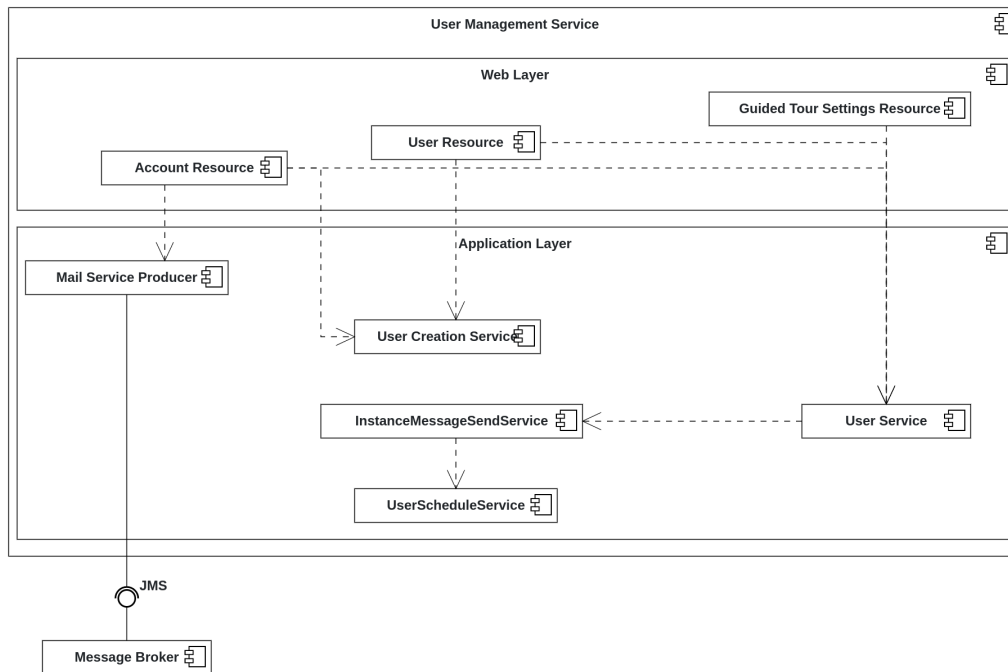 User Management Service
Web Layer
Guided Tour Settings Resource
User Resource
Account Resource
Application Layer
Mail Service Producer
User Creation Service
InstanceMessageSendService
User Service
UserScheduleService
JMS
Message Broker